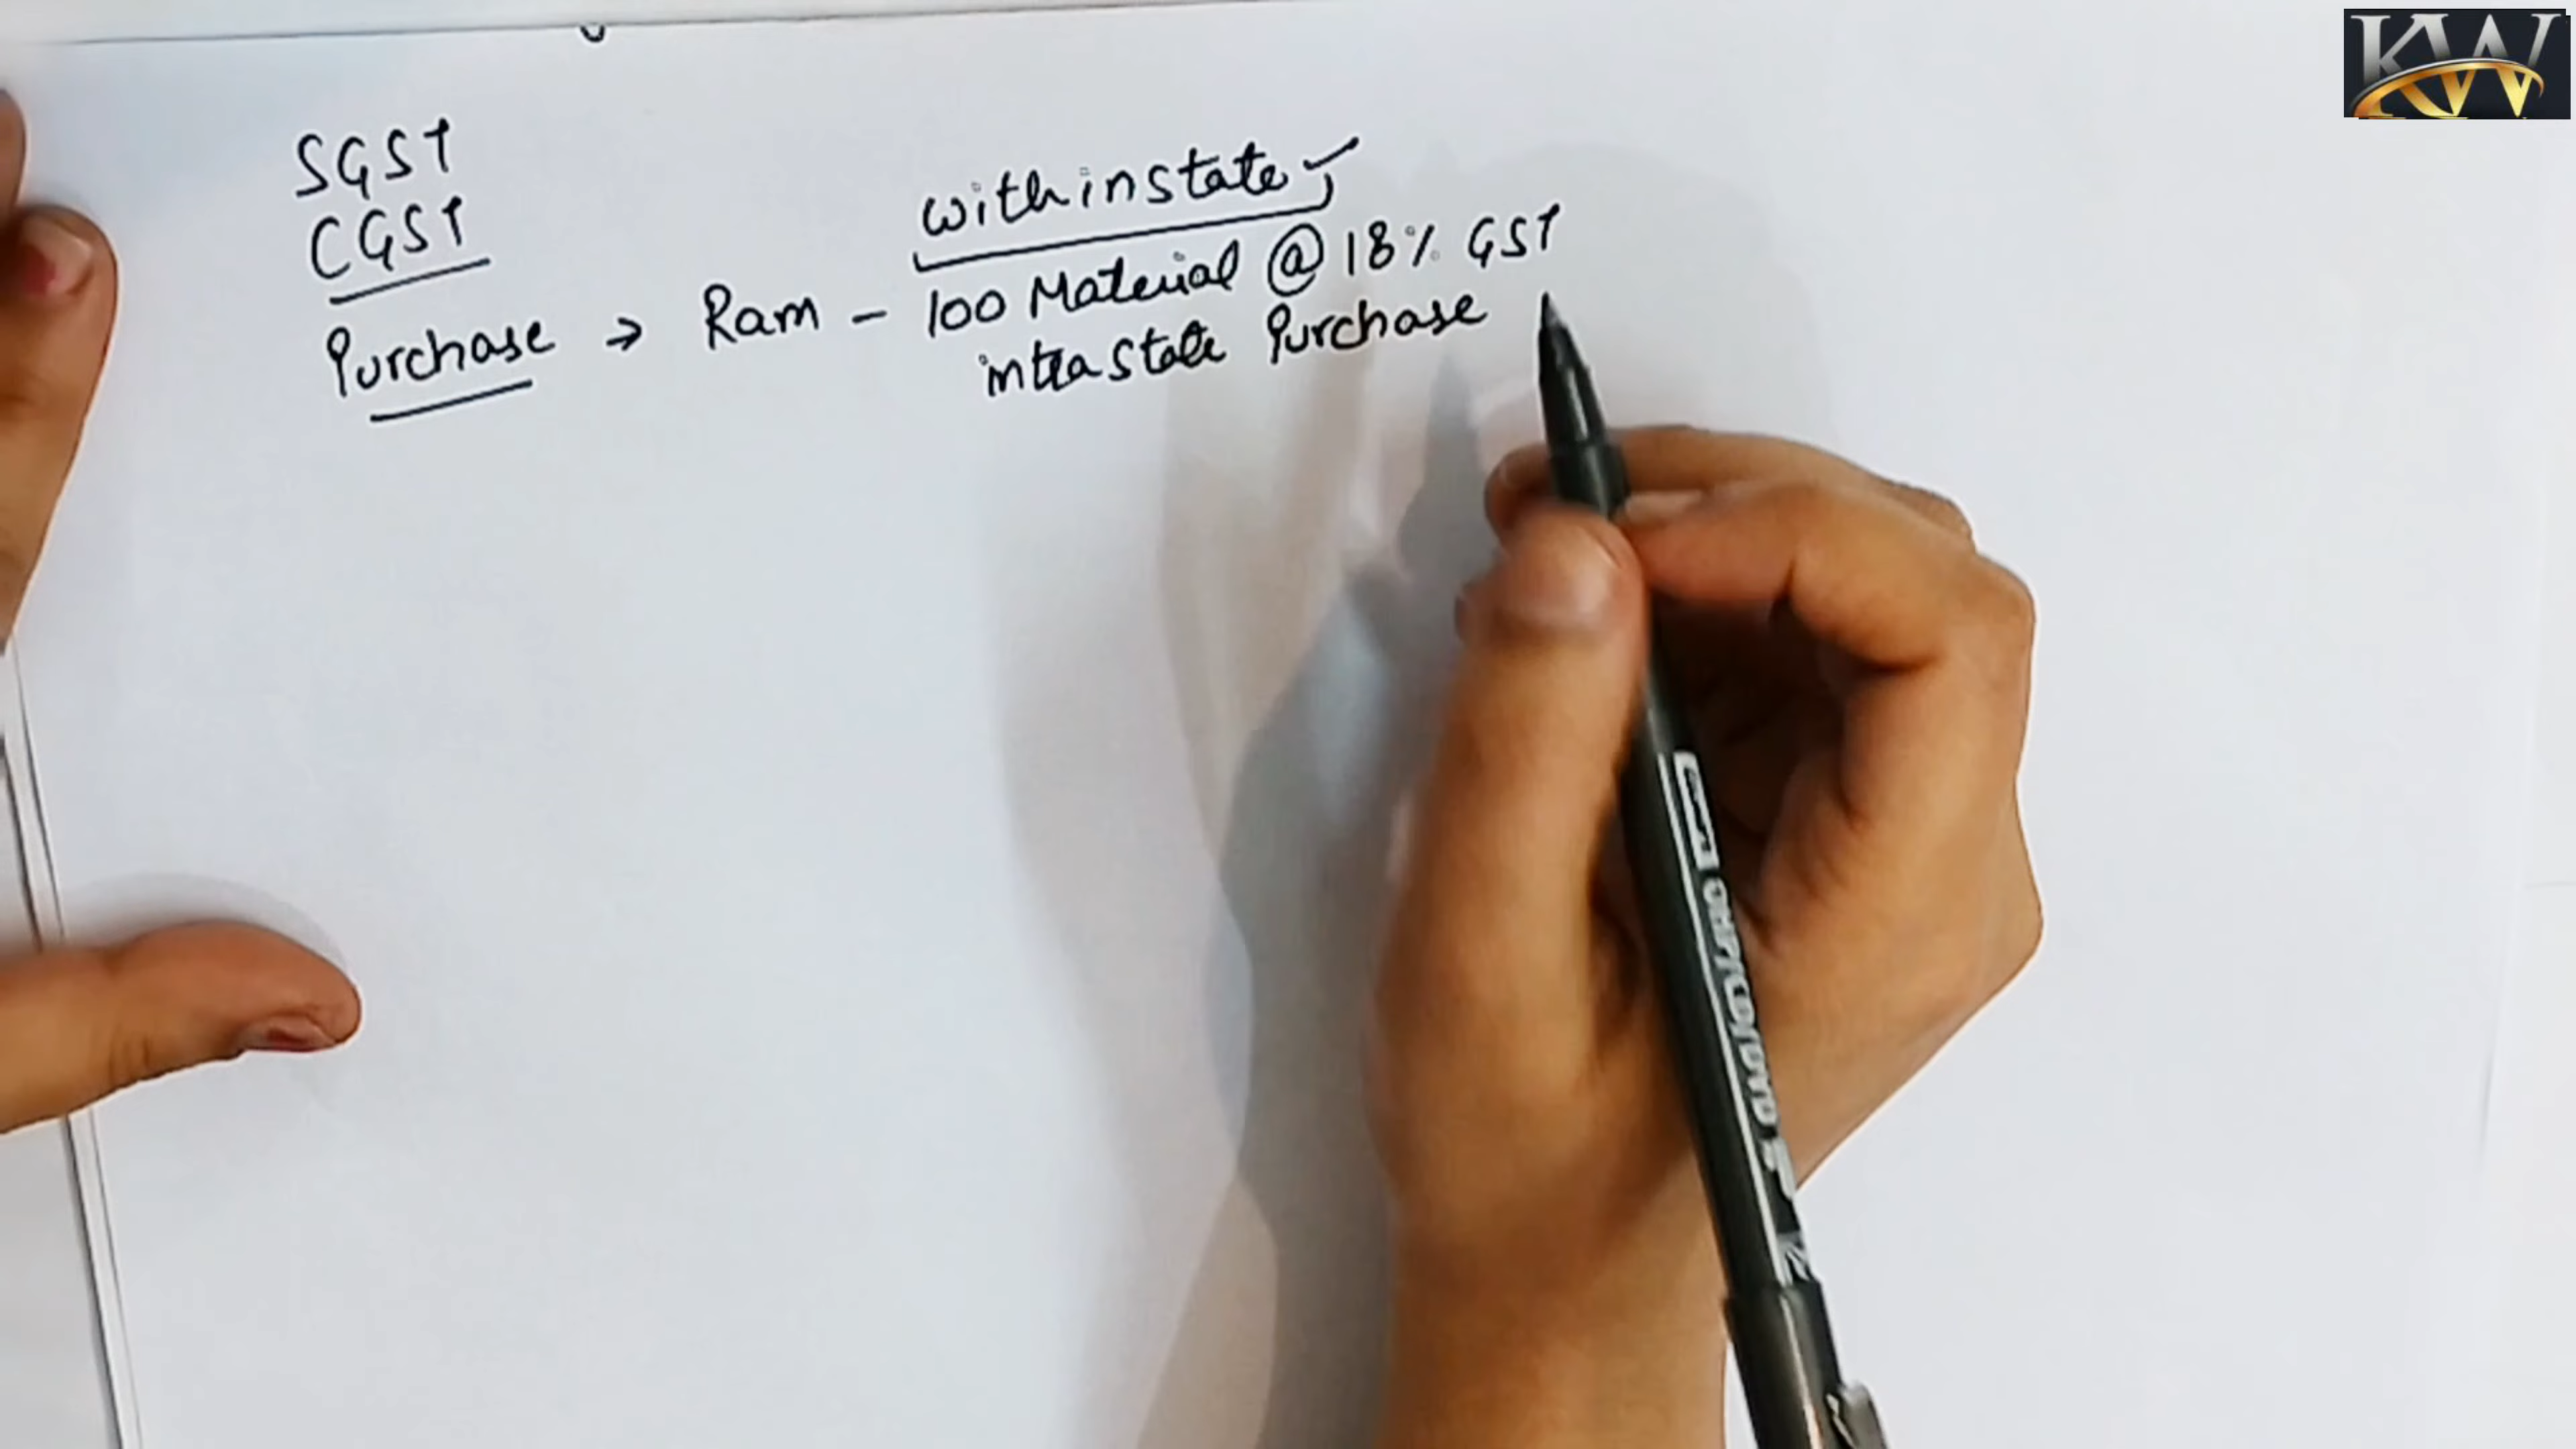 SGST
CGST
withinstate
Purchase → Ram - 100 Material @ 18% GST
intrastate Purchase
KW